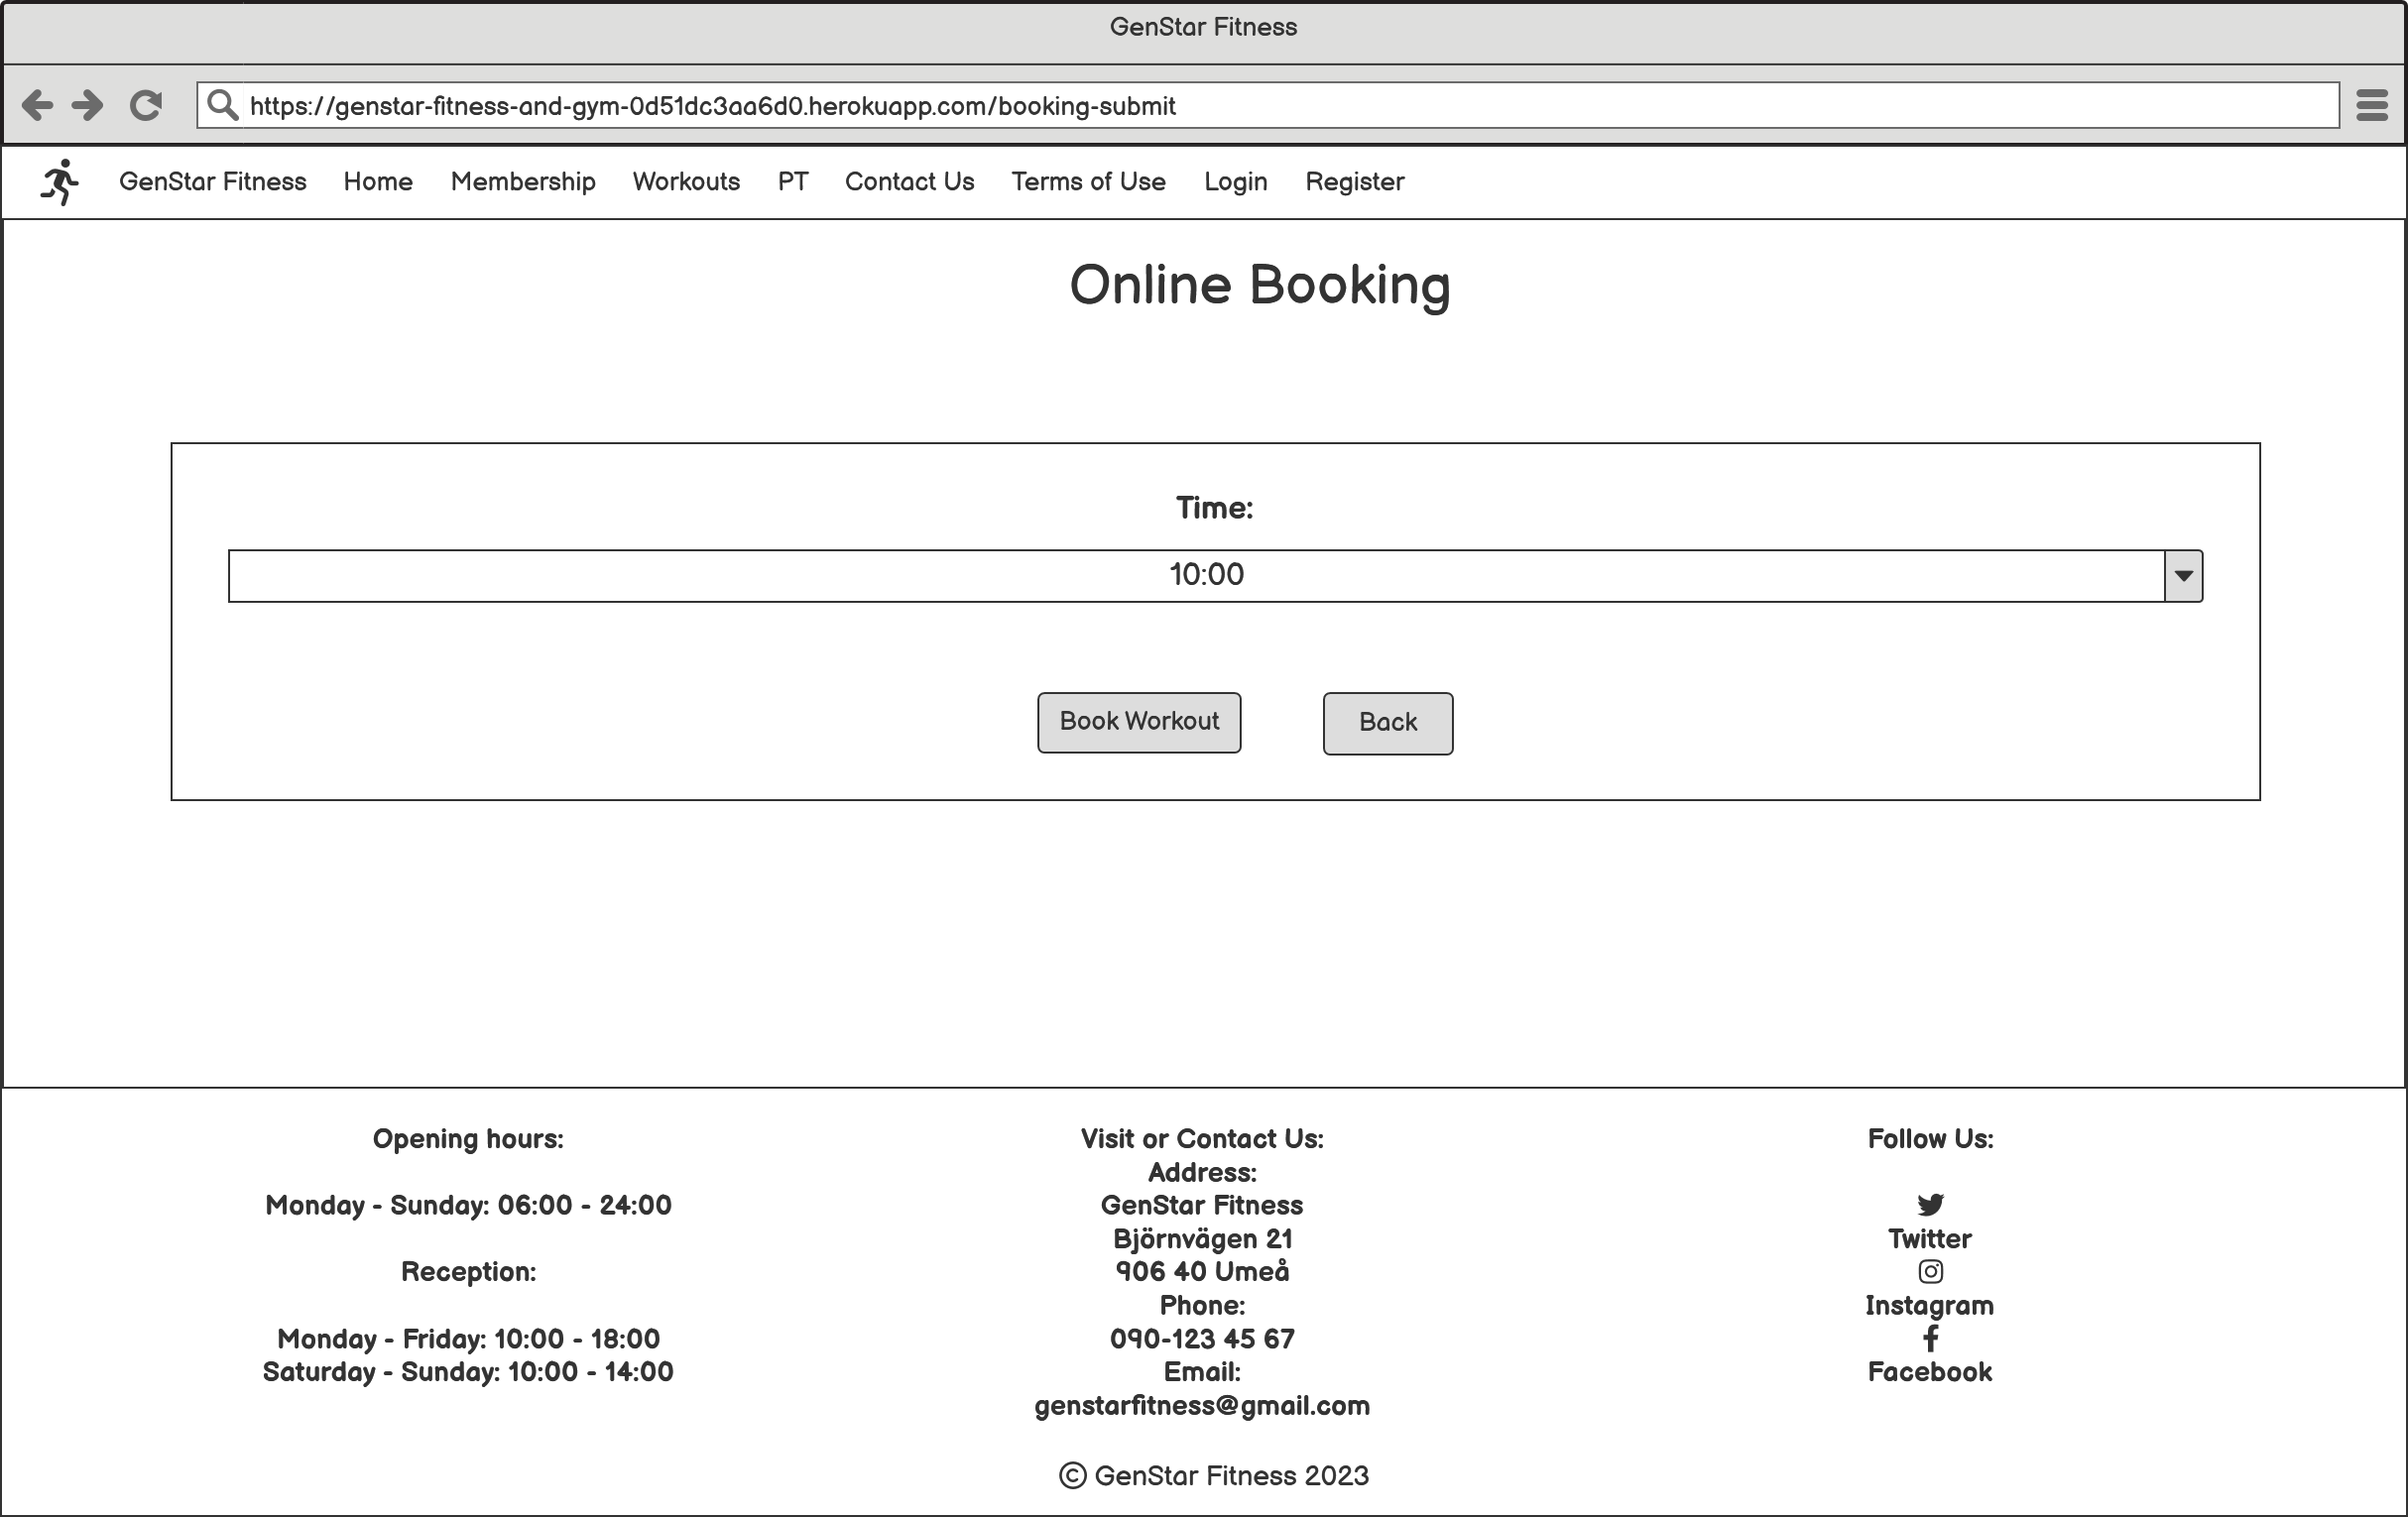 GenStar Fitness
https://genstar-fitness-and-gym-0d51dc3aa6d0.herokuapp.com/booking-submit
GenStar Fitness Home Membership Workouts PT Contact Us Terms of Use Login Register
Online Booking
Time:
10:00
Book Workout Back
Opening hours:
Monday - Sunday: 06:00 - 24:00
Reception:
Monday - Friday: 10:00 - 18:00
Saturday - Sunday: 10:00 - 14:00
Visit or Contact Us:
Address:
GenStar Fitness
Björnvägen 21
906 40 Umeå
Phone:
090-123 45 67
Email:
genstarfitness@gmail.com
Follow Us:
Twitter
Instagram
Facebook
© GenStar Fitness 2023